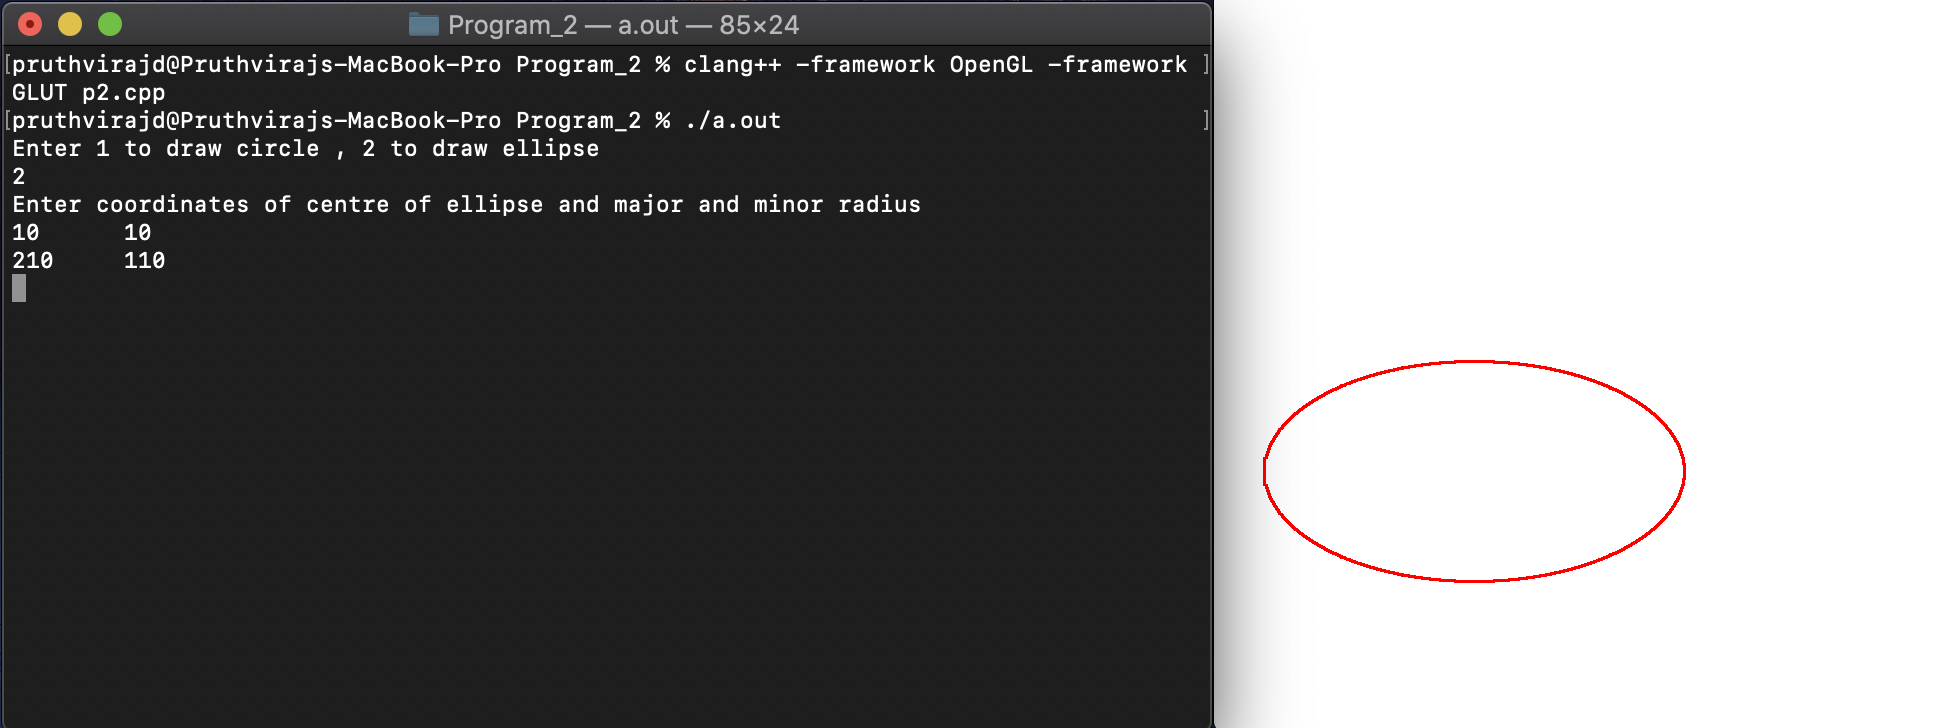 Program_2 — a.out — 85×24
[pruthvirajd@Pruthvirajs-MacBook-Pro Program_2 % clang++ -framework OpenGL -framework ]
GLUT p2.cpp
[pruthvirajd@Pruthvirajs-MacBook-Pro Program_2 % ./a.out ]
Enter 1 to draw circle , 2 to draw ellipse
2
Enter coordinates of centre of ellipse and major and minor radius
10      10
210     110